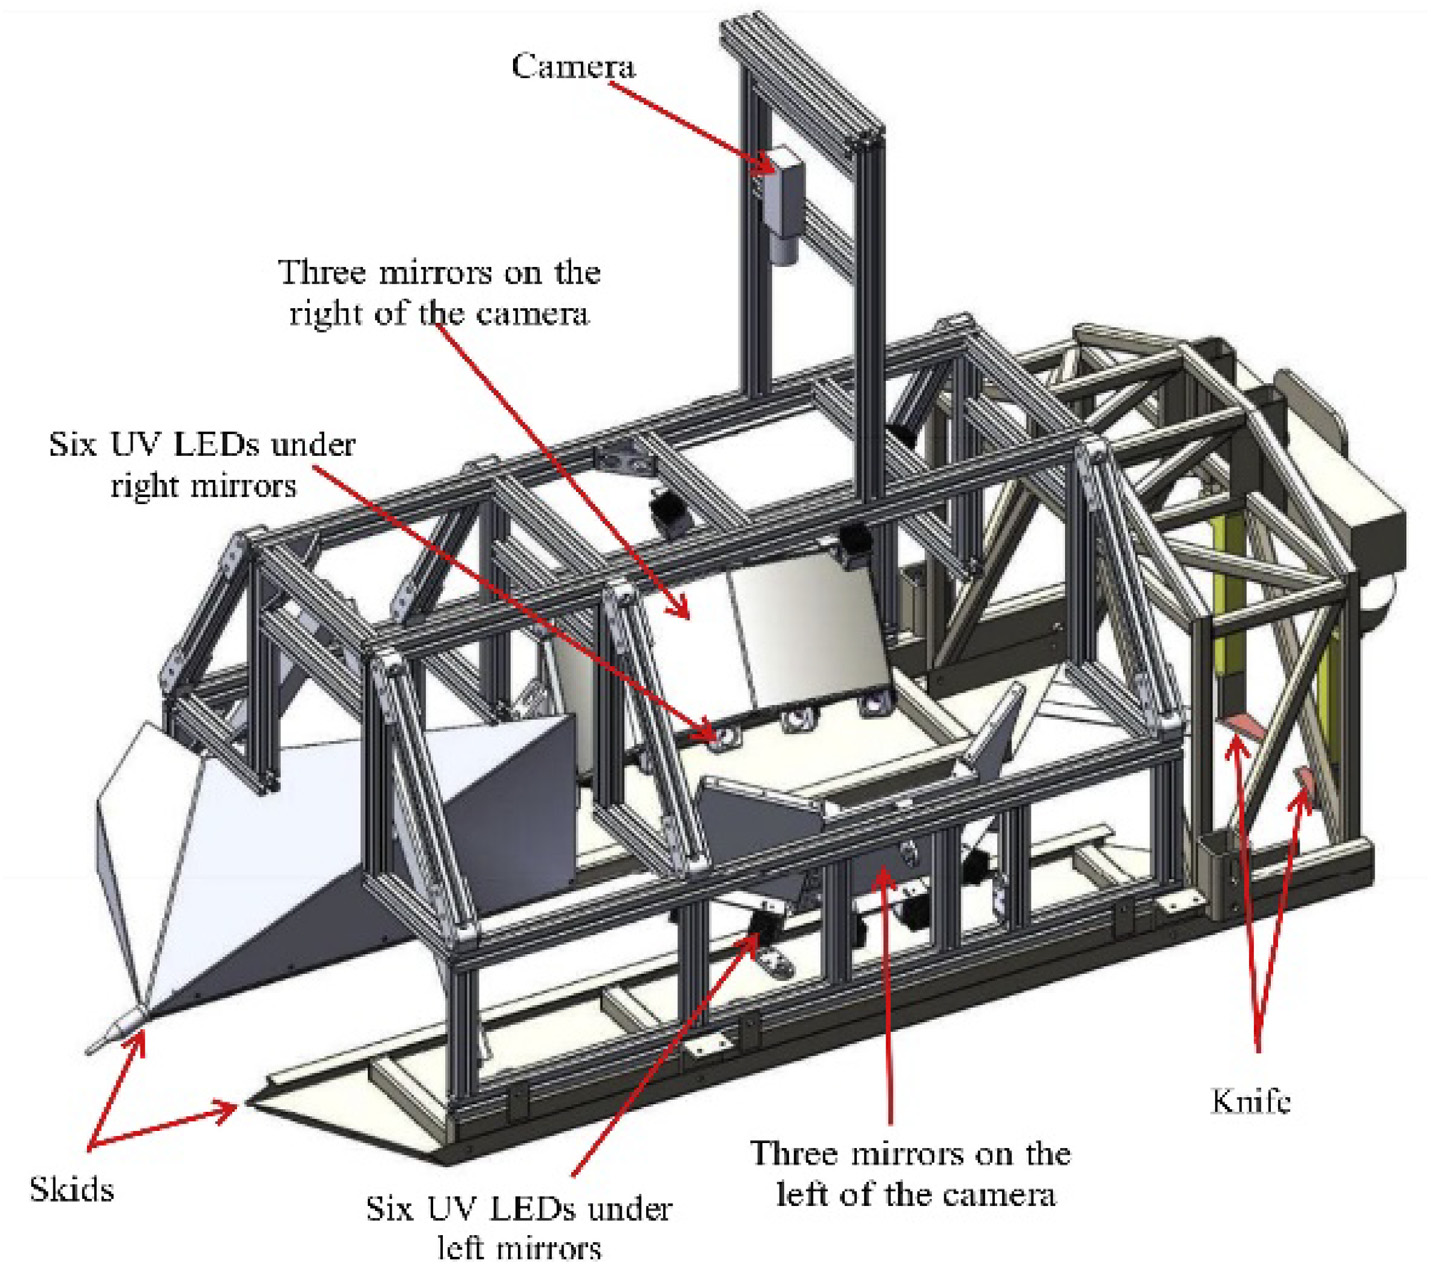 Camera
Three mirrors on the
right of the camera
Six UV LEDs under
right mirrors
Knife
Three mirrors on the
left of the camera
Skids
Six UV LEDs under
left mirrors